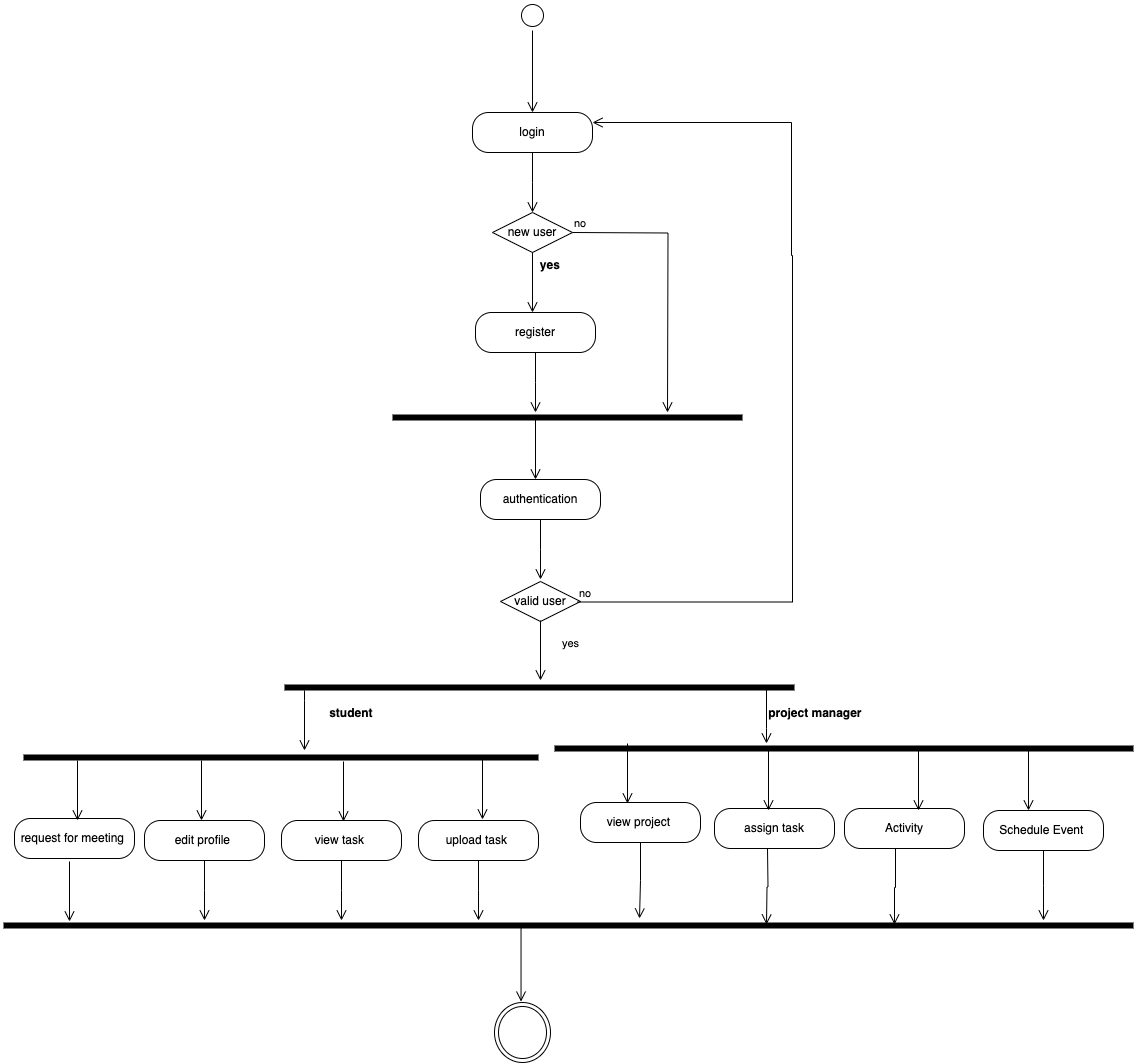 login
new user
no
yes
register
authentication
valid user
no
yes
student
project manager
request for meeting
edit profile
view task
upload task
view project
assign task
Activity
Schedule Event